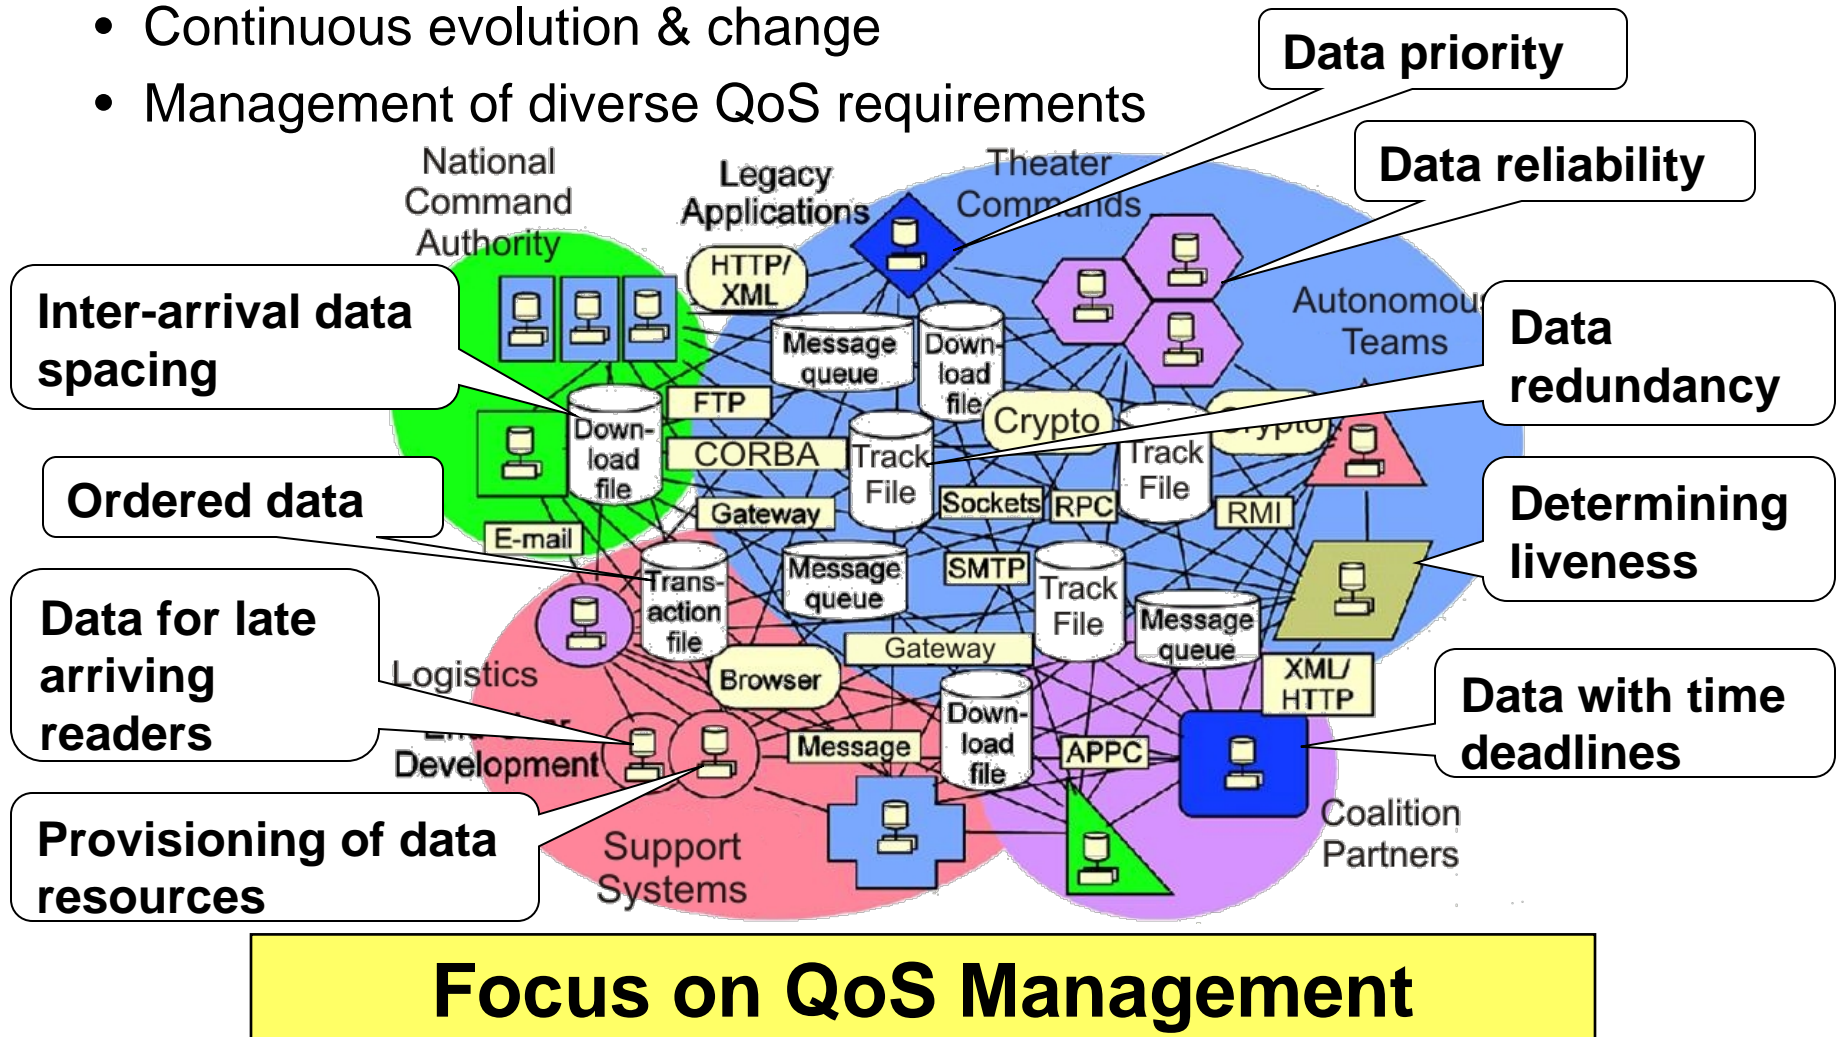 • Continuous evolution & change
• Management of diverse QoS requirements
Data priority
Data reliability
National
Command
Authority
Legacy
Applications
Theater
Commands
HTTP/
XML
Inter-arrival data
spacing
Autonomous
Teams
Data
redundancy
Message
queue
Down-
load
file
FTP
Crypto
Crypto
Down-
load
file
CORBA
Track
File
Track
File
Ordered data
Gateway
Sockets
RPC
RMI
Determining
liveness
E-mail
Trans-
action
file
Message
queue
SMTP
Track
File
Message
queue
Data for late
arriving
readers
Gateway
Logistics
Browser
XML/
HTTP
Data with time
deadlines
Development
Message
Down-
load
file
APPC
Provisioning of data
resources
Support
Systems
Coalition
Partners
Focus on QoS Management